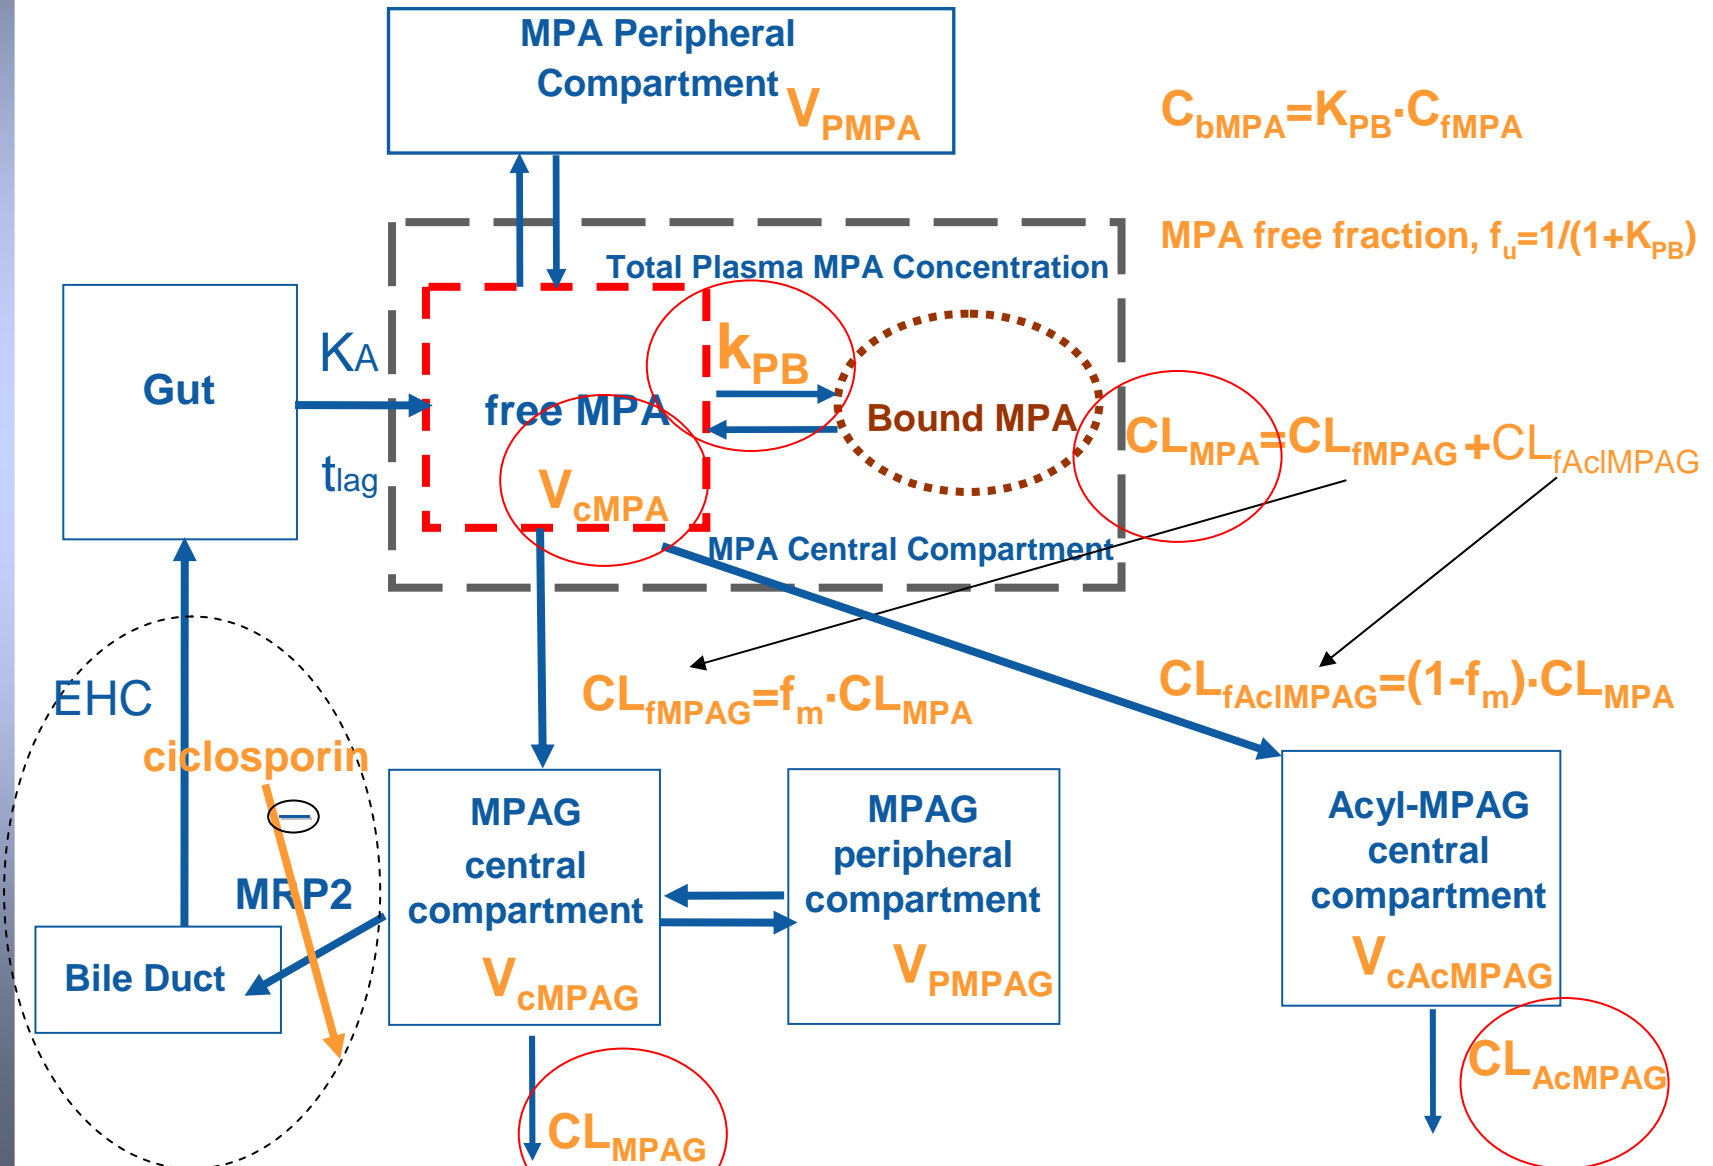 MPA Peripheral
Compartment
V_PMPA
C_bMPA=K_PB·C_fMPA
MPA free fraction, f_u=1/(1+K_PB)
Total Plasma MPA Concentration
KA
k_PB
Gut
free MPA
Bound MPA
CL_MPA=CL_fMPAG+CL_fAclMPAG
tlag
V_cMPA
MPA Central Compartment
EHC
CL_fMPAG=f_m·CL_MPA
CL_fAclMPAG=(1-f_m)·CL_MPA
ciclosporin
–
MRP2
Bile Duct
MPAG
central
compartment
V_cMPAG
MPAG
peripheral
compartment
V_PMPAG
Acyl-MPAG
central
compartment
V_cAcMPAG
CL_MPAG
CL_AcMPAG